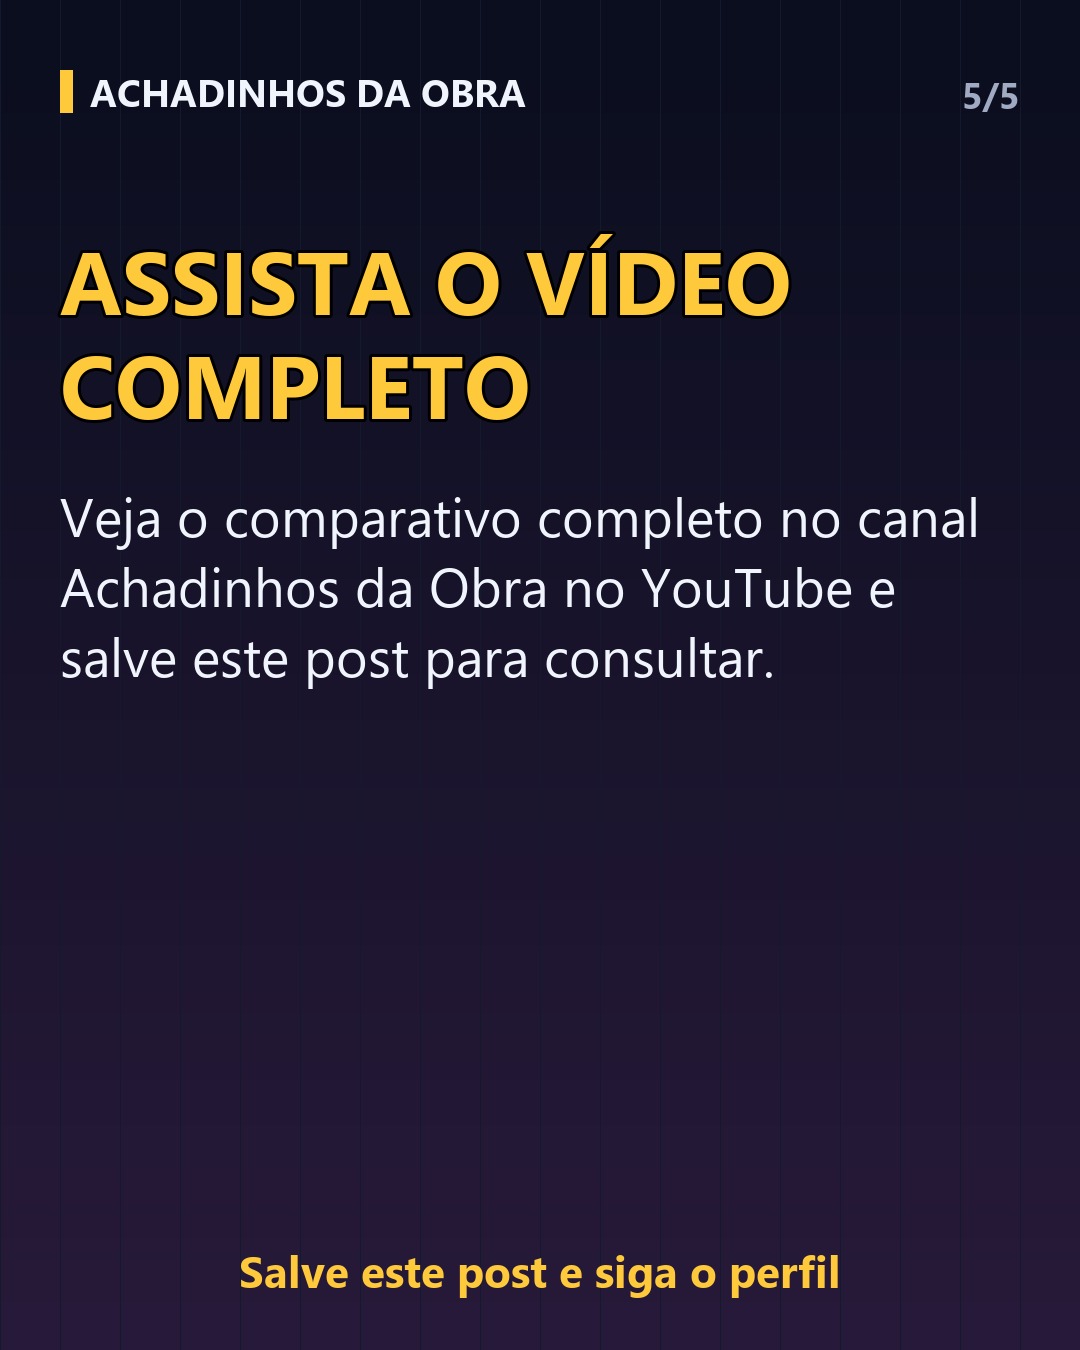 ACHADINHOS DA OBRA
5/5
ASSISTA O VÍDEO
COMPLETO
Veja o comparativo completo no canal
Achadinhos da Obra no YouTube e
salve este post para consultar.
Salve este post e siga o perfil